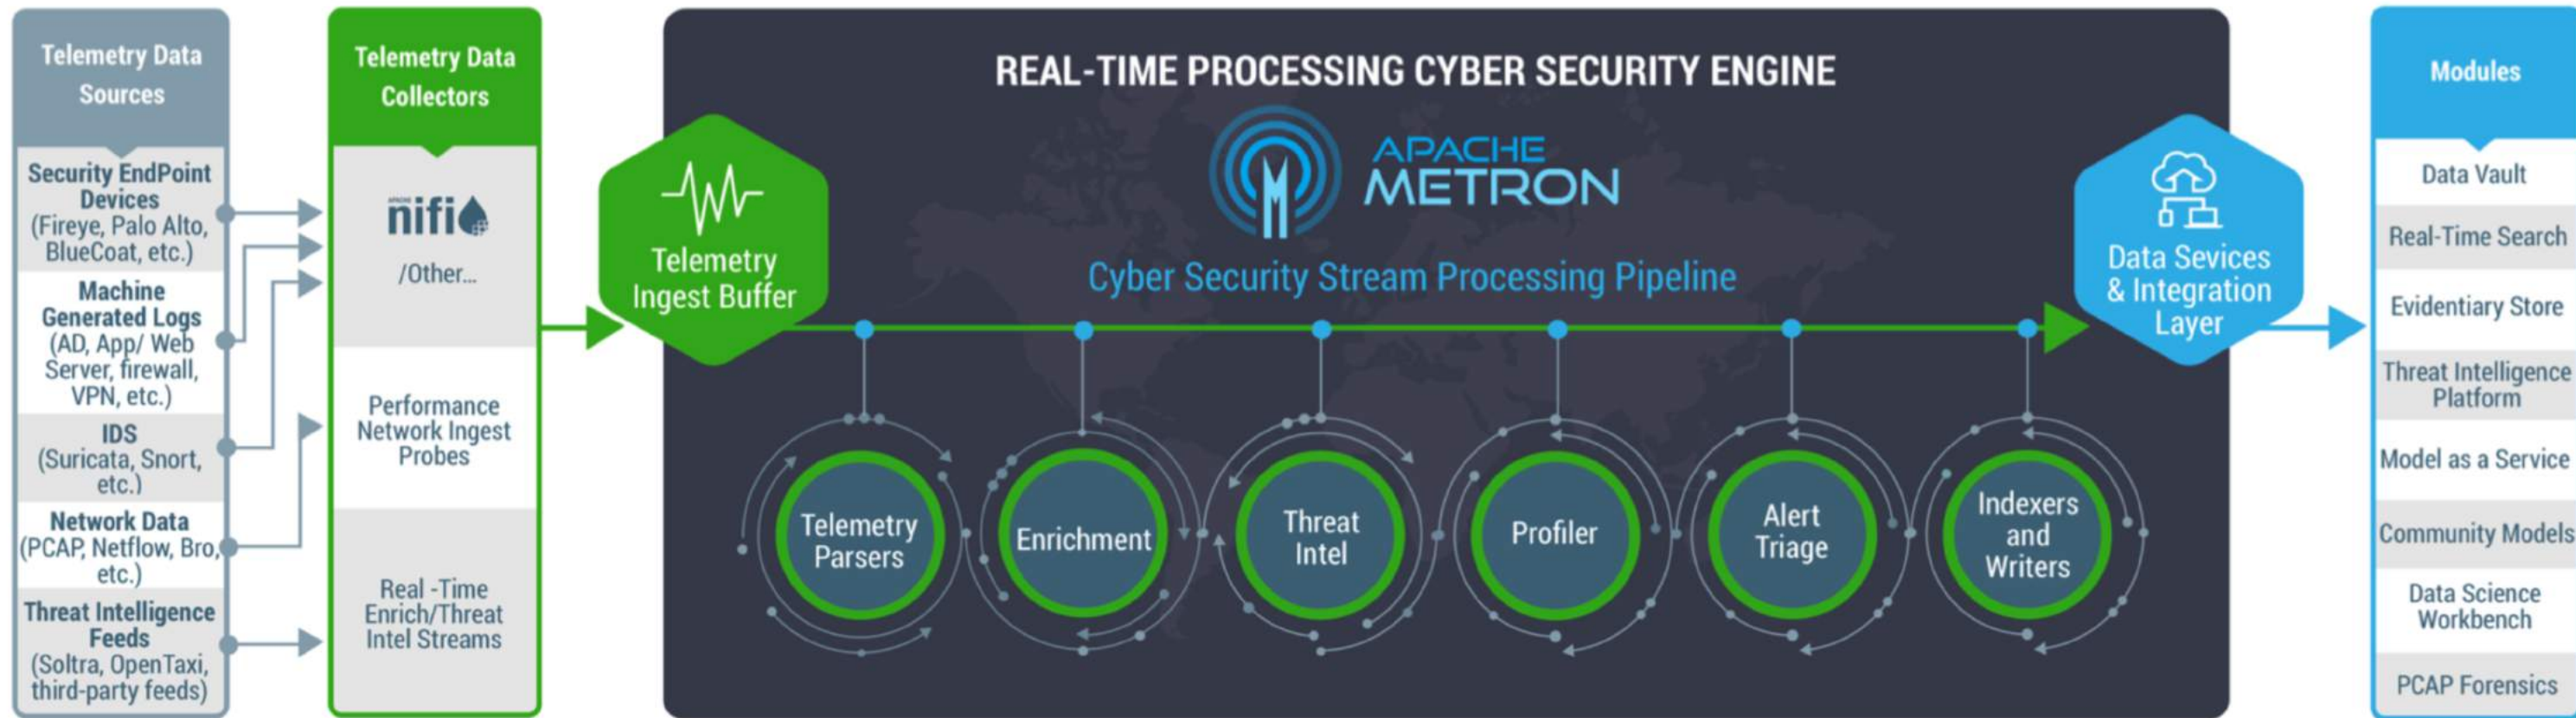 Telemetry Data
Sources
Security EndPoint
Devices
(Fireye, Palo Alto,
BlueCoat, etc.)
Machine
Generated Logs
(AD, App/ Web
Server, firewall,
VPN, etc.)
IDS
(Suricata, Snort,
etc.)
Network Data
(PCAP, Netflow, Bro,
etc.)
Threat Intelligence
Feeds
(Soltra, OpenTaxi,
third-party feeds)
Telemetry Data
Collectors
APACHE
nifi
/Other...
Performance
Network Ingest
Probes
Real -Time
Enrich/Threat
Intel Streams
Telemetry
Ingest Buffer
REAL-TIME PROCESSING CYBER SECURITY ENGINE
APACHE
METRON
Cyber Security Stream Processing Pipeline
Telemetry
Parsers
Enrichment
Threat
Intel
Profiler
Alert
Triage
Indexers
and
Writers
Data Sevices
& Integration
Layer
Modules
Data Vault
Real-Time Search
Evidentiary Store
Threat Intelligence
Platform
Model as a Service
Community Models
Data Science
Workbench
PCAP Forensics